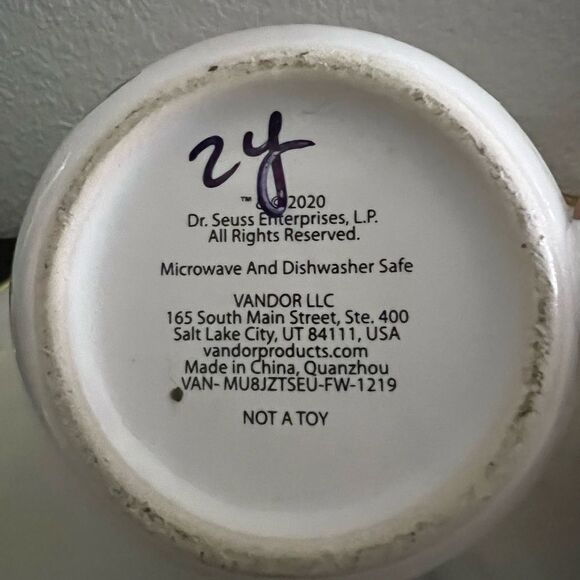 24
™ & © 2020
Dr. Seuss Enterprises, L.P.
All Rights Reserved.
Microwave And Dishwasher Safe
VANDOR LLC
165 South Main Street, Ste. 400
Salt Lake City, UT 84111, USA
vandorproducts.com
Made in China, Quanzhou
VAN- MU8JZTSEU-FW-1219
NOT A TOY